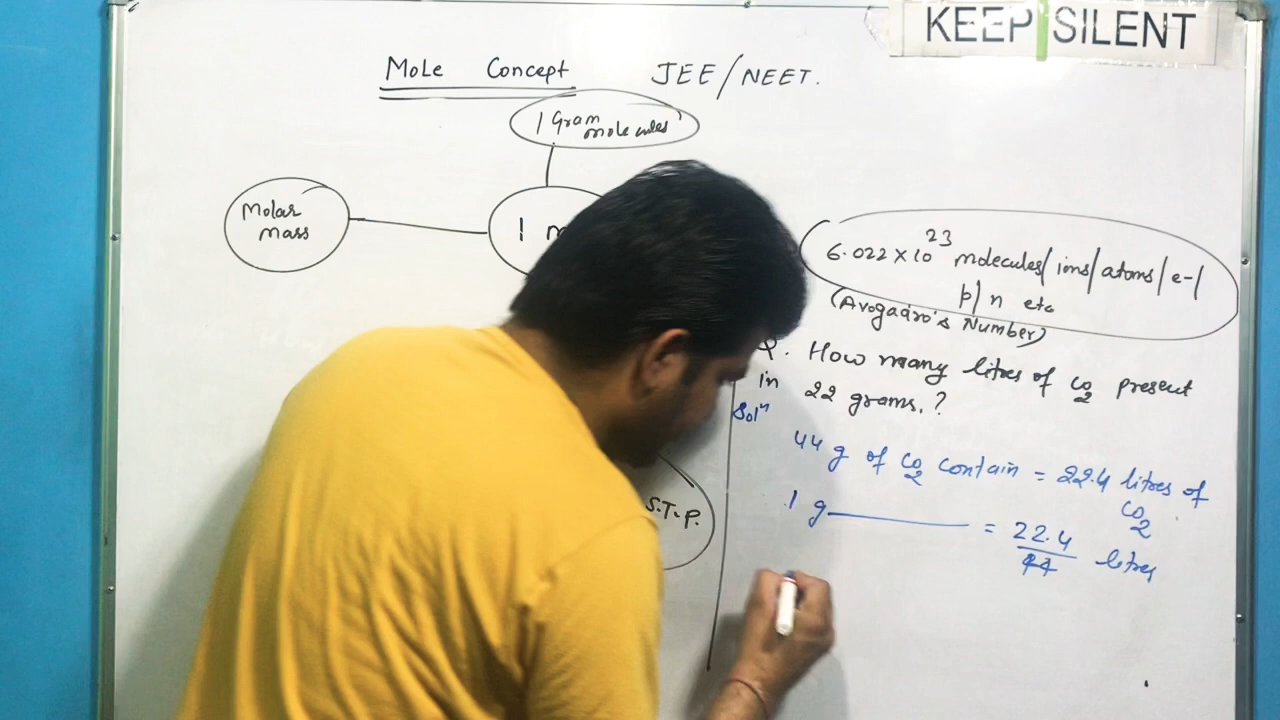 KEEP SILENT
Mole Concept JEE/NEET.
1 Gram
molecules
Molar
mass
1 m
6.022 x 10²³ molecules/ions/atoms/e-/
p/n etc
(Avogadro's Number)
Q. How many litres of CO₂ present
in 22 grams.?
Solⁿ
44 g of CO₂ contain = 22.4 litres of
CO₂
1 g = 22.4 litres
44
S.T.P.